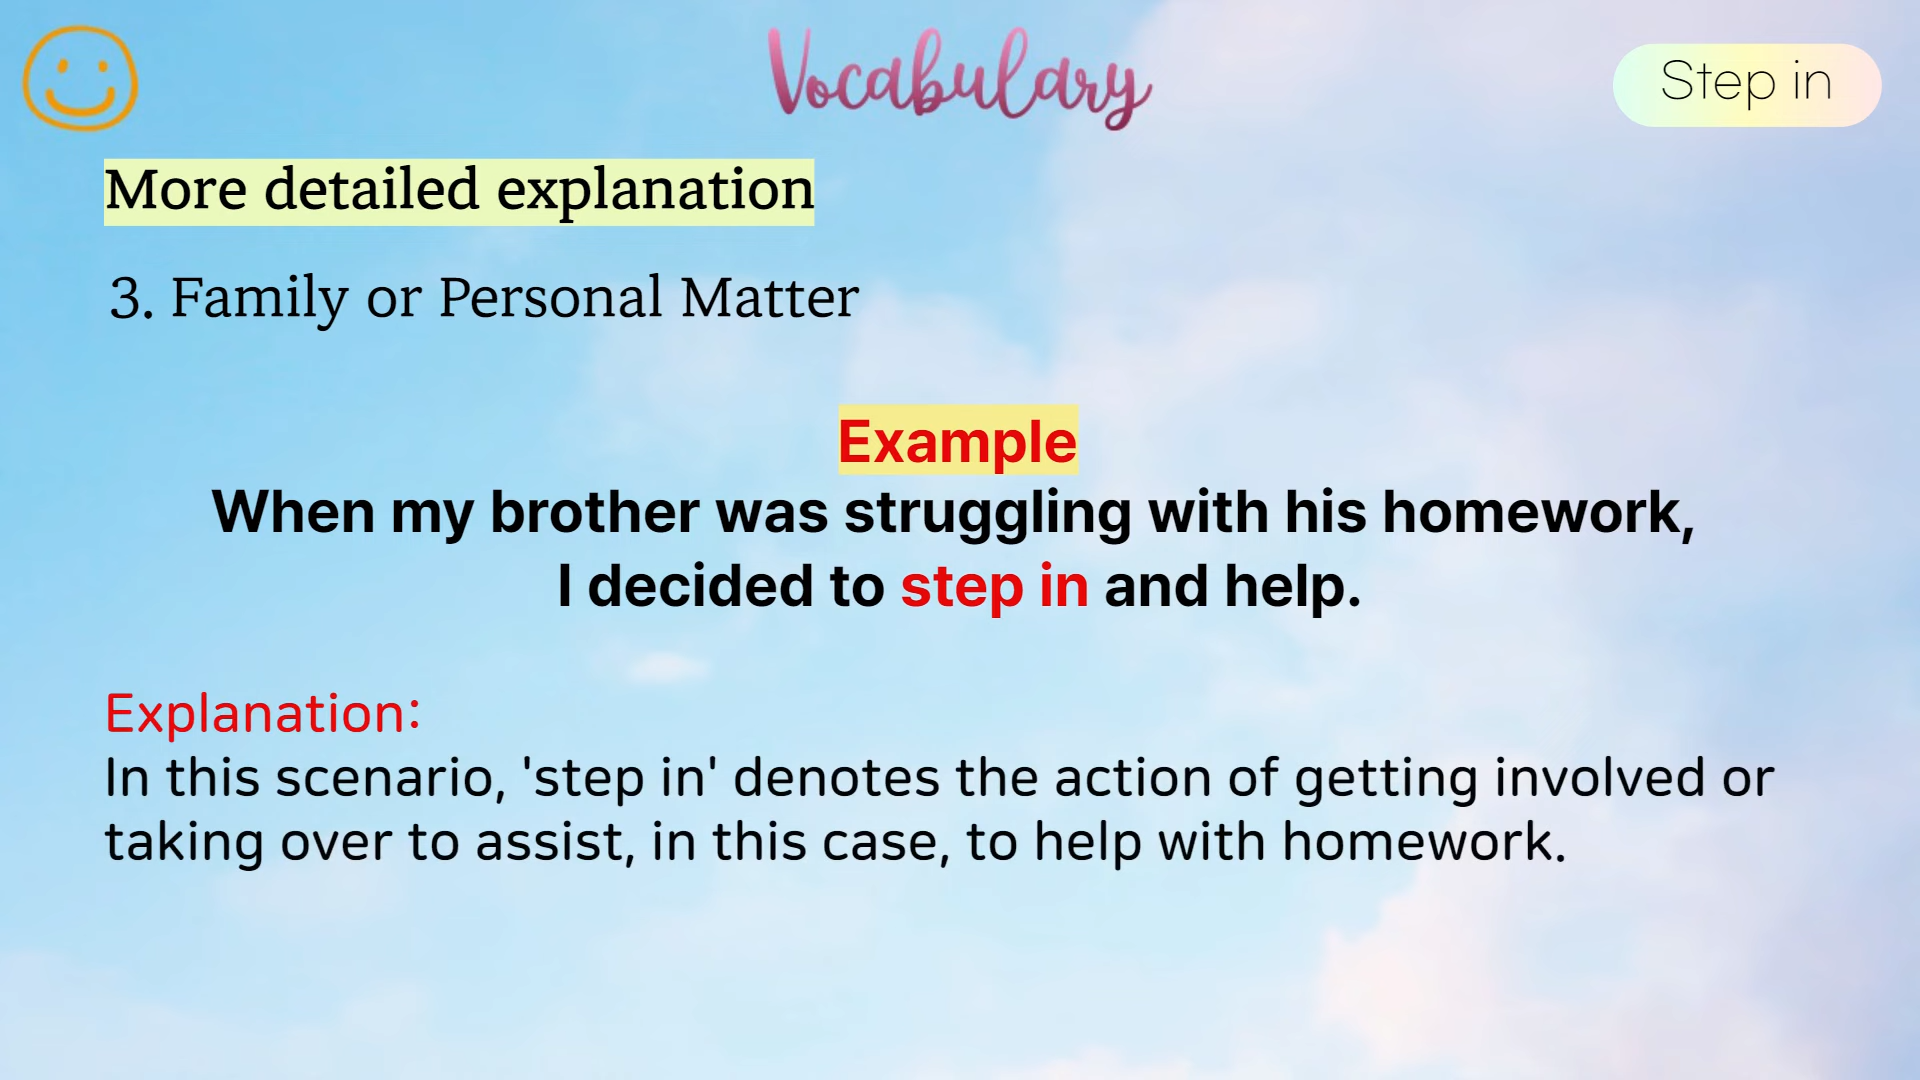 Vocabulary
Step in
More detailed explanation
3. Family or Personal Matter
Example
When my brother was struggling with his homework,
I decided to step in and help.
Explanation:
In this scenario, 'step in' denotes the action of getting involved or
taking over to assist, in this case, to help with homework.